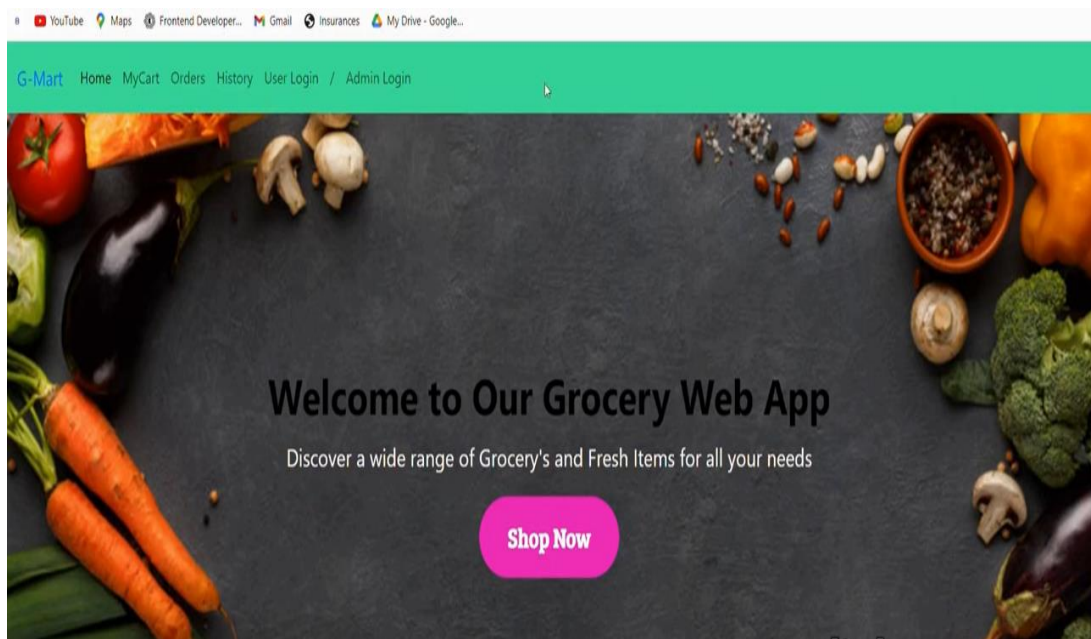 YouTube Maps Frontend Developer... Gmail Insurances My Drive - Google...
G-Mart Home MyCart Orders History User Login / Admin Login
Welcome to Our Grocery Web App
Discover a wide range of Grocery's and Fresh Items for all your needs
Shop Now